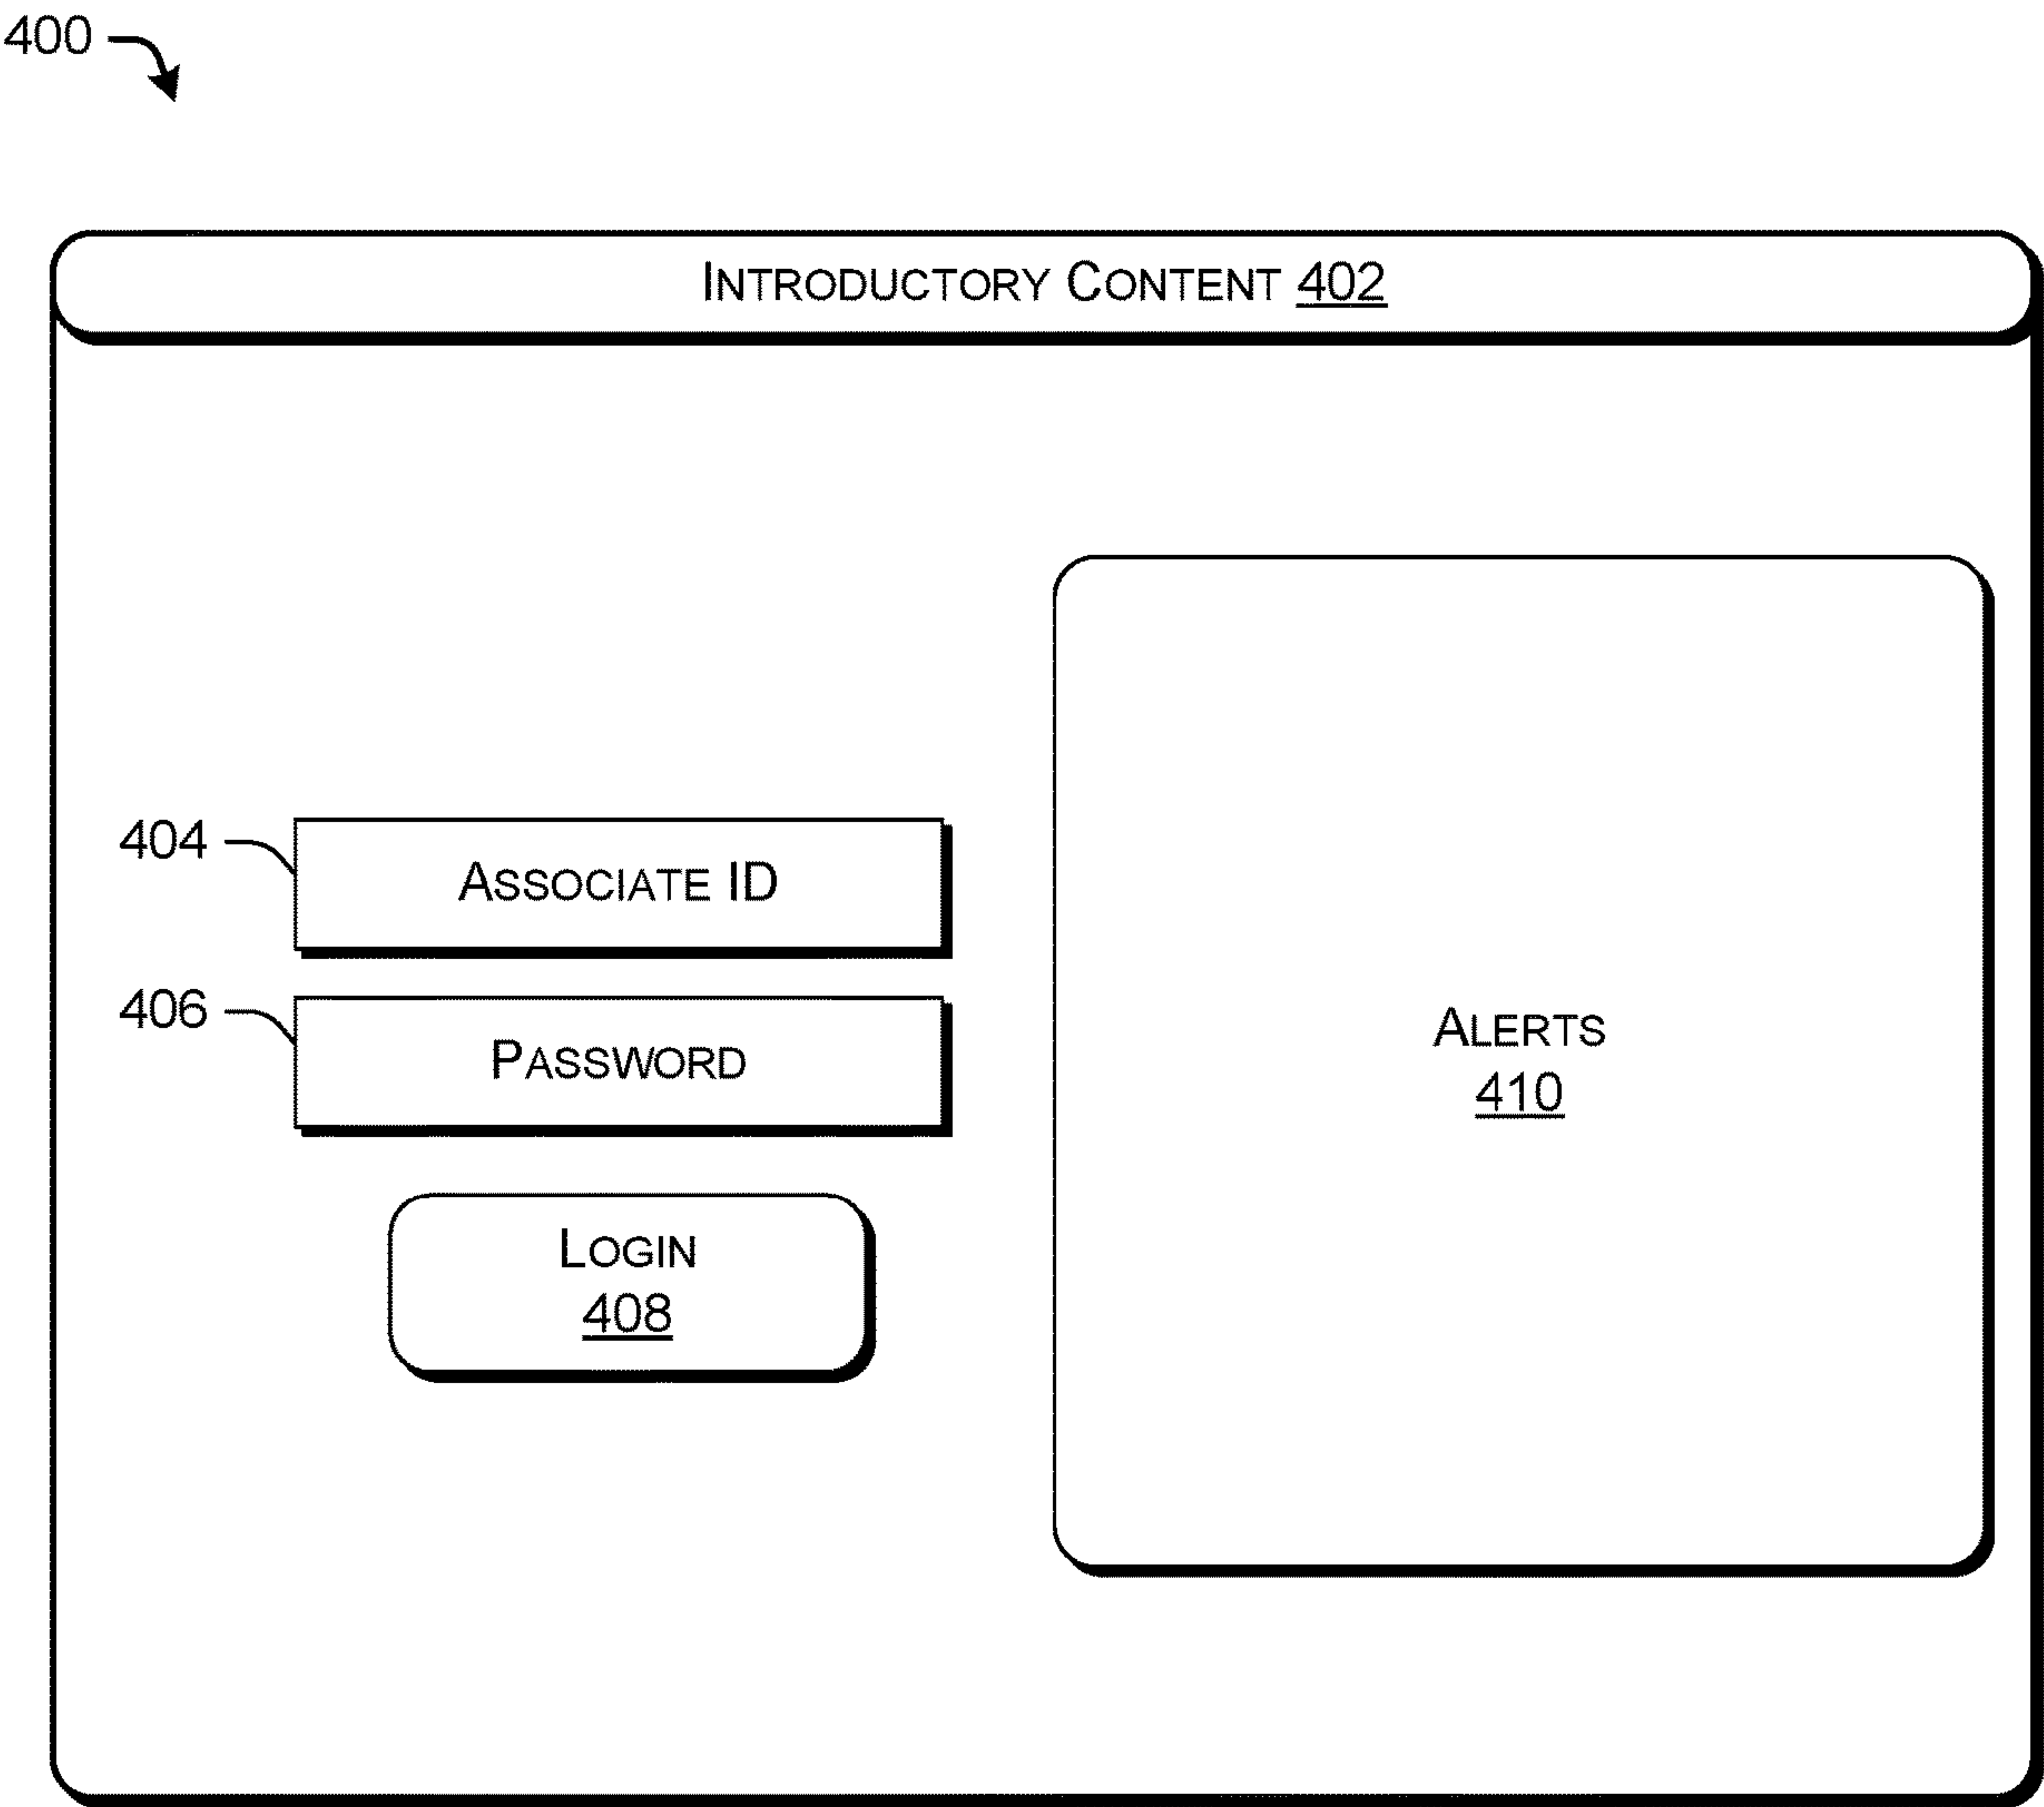 400
INTRODUCTORY CONTENT 402
404
ASSOCIATE ID
406
PASSWORD
LOGIN
408
ALERTS
410